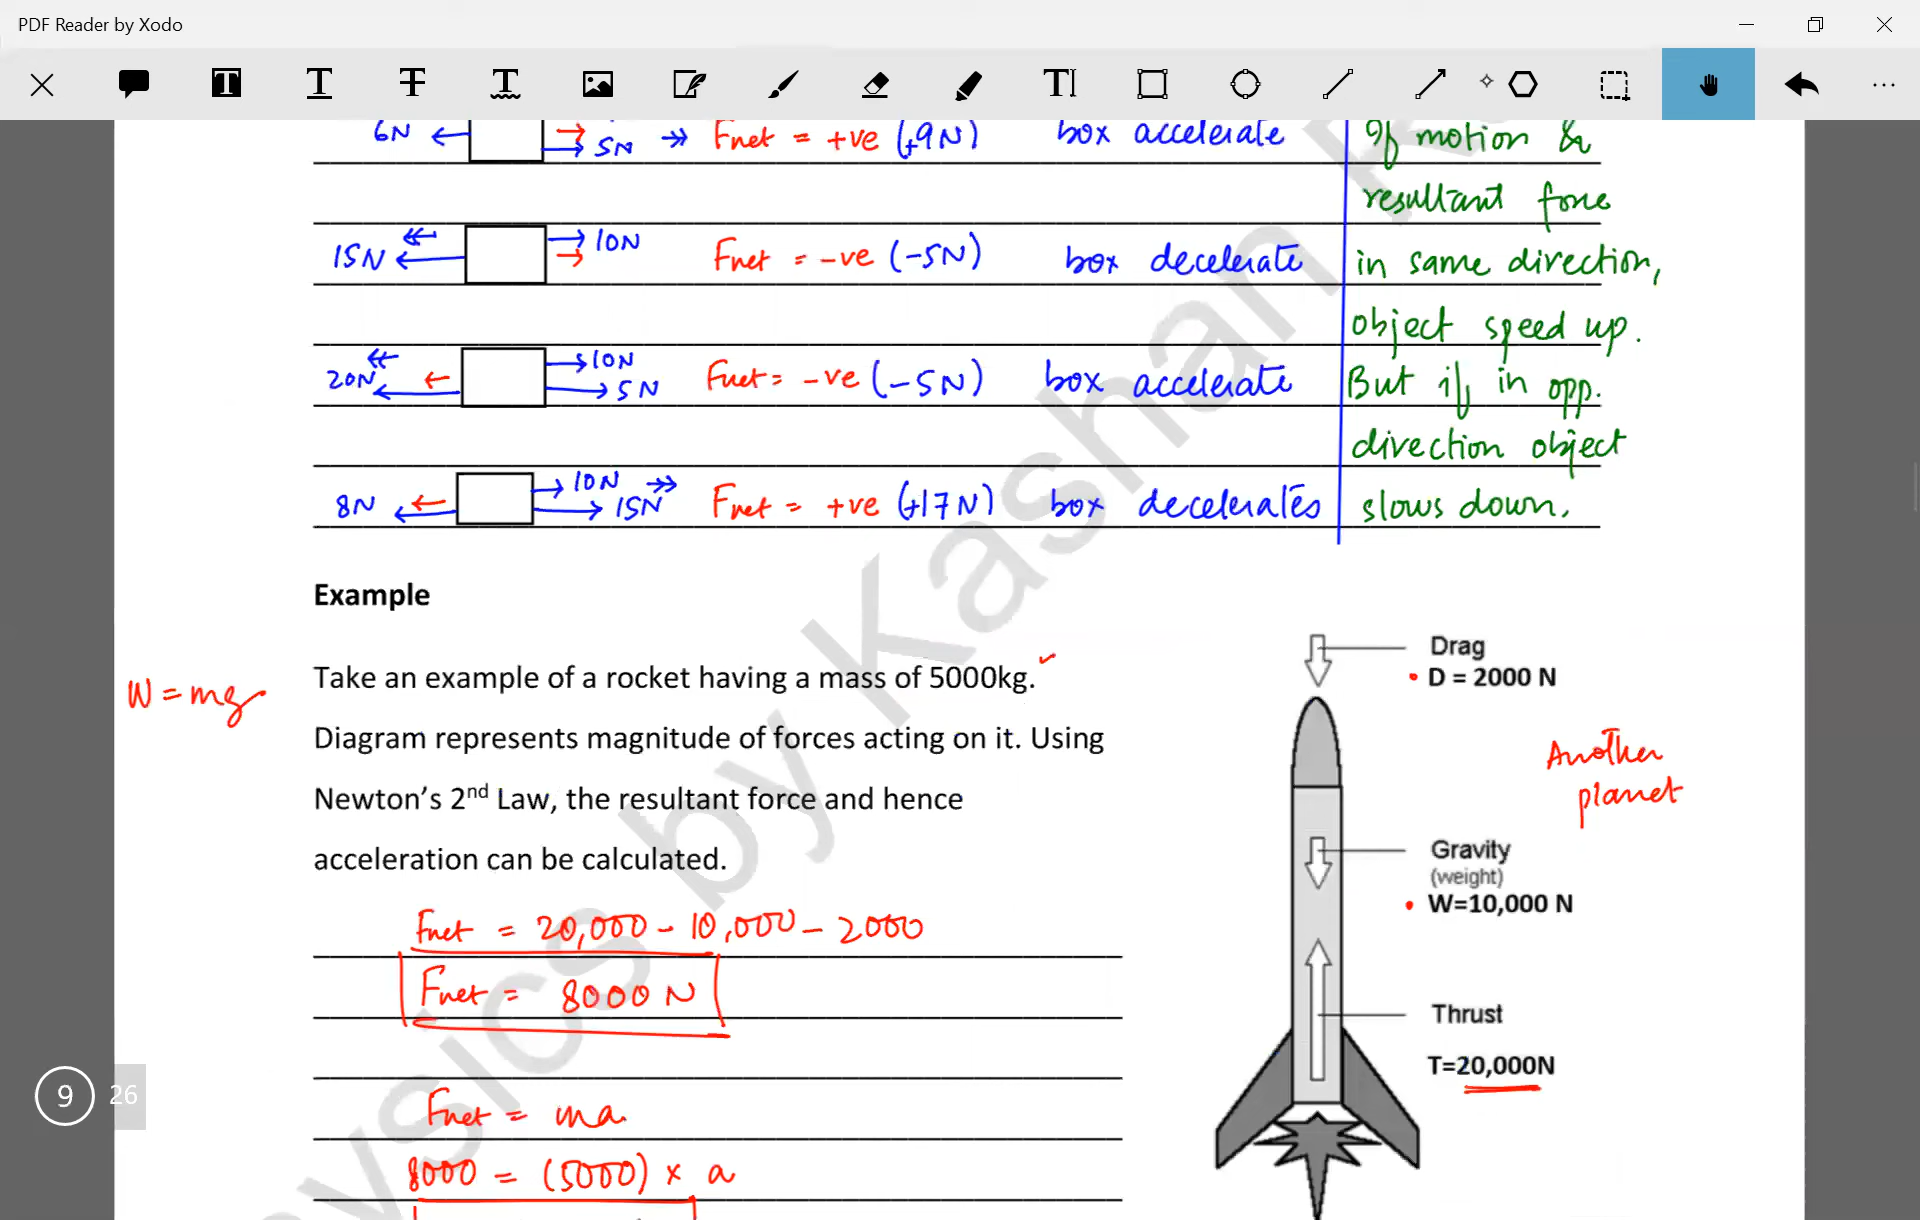 PDF Reader by Xodo
6N 5N Fnet = +ve (+9N) box accelerate of motion &
resultant force
15N 10N Fnet = -ve (-5N) box decelerate in same direction,
object speed up.
20N 10N 5N Fnet = -ve (-5N) box accelerate But if in opp.
direction object
8N 10N 15N Fnet = +ve (+17N) box decelerates slows down.
Example
W = mg
Take an example of a rocket having a mass of 5000kg.
Diagram represents magnitude of forces acting on it. Using
Newton's 2nd Law, the resultant force and hence
acceleration can be calculated.
Fnet = 20,000 - 10,000 - 2000
Fnet = 8000 N
Fnet = ma
8000 = (5000) x a
Drag
D = 2000 N
Another
planet
Gravity
(weight)
W=10,000 N
Thrust
T=20,000N
9 26
Physics by Kashan